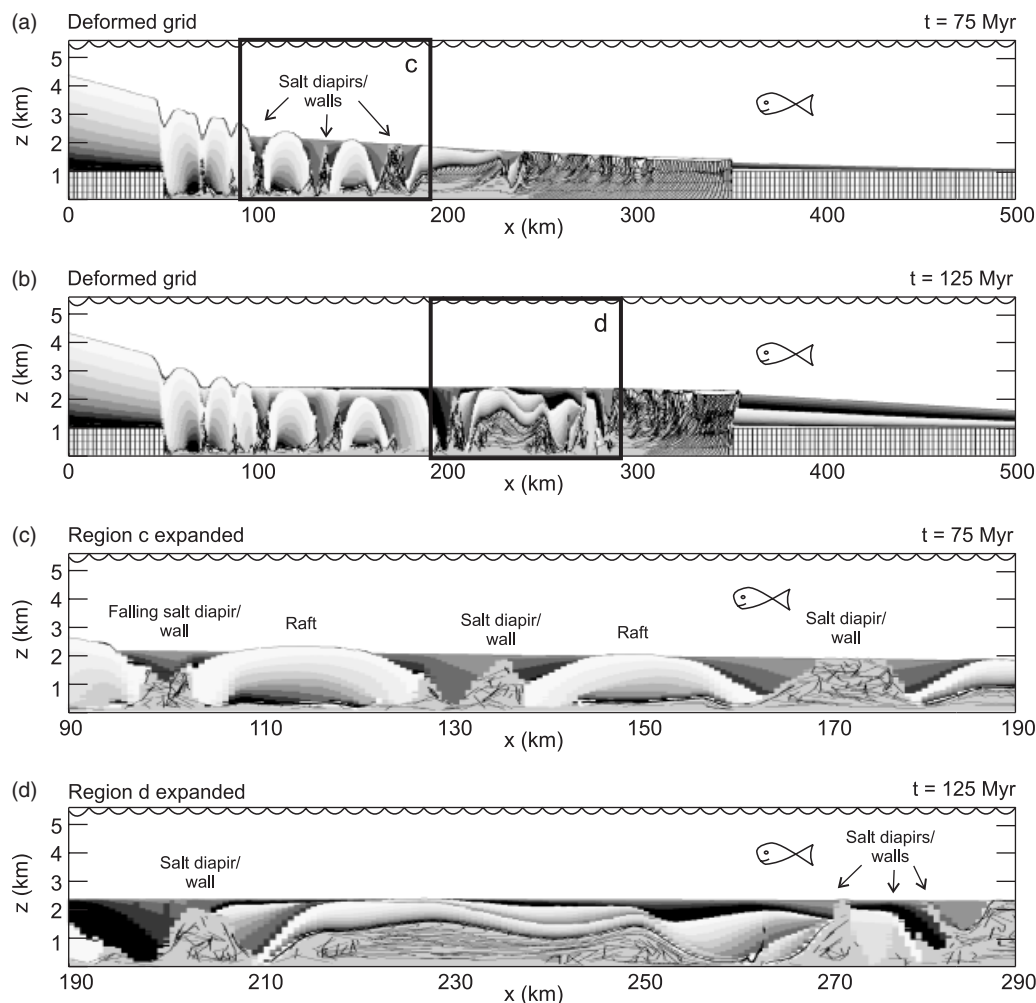 (a) Deformed grid t = 75 Myr
c
Salt diapirs/
walls
5
4
3
2
1
z (km)
0 100 200 300 400 500
x (km)
(b) Deformed grid t = 125 Myr
d
5
4
3
2
1
z (km)
0 100 200 300 400 500
x (km)
(c) Region c expanded t = 75 Myr
Falling salt diapir/
wall
Raft
Salt diapir/
wall
Raft
Salt diapir/
wall
5
4
3
2
1
z (km)
90 110 130 150 170 190
x (km)
(d) Region d expanded t = 125 Myr
Salt diapir/
wall
Salt diapirs/
walls
5
4
3
2
1
z (km)
190 210 230 250 270 290
x (km)